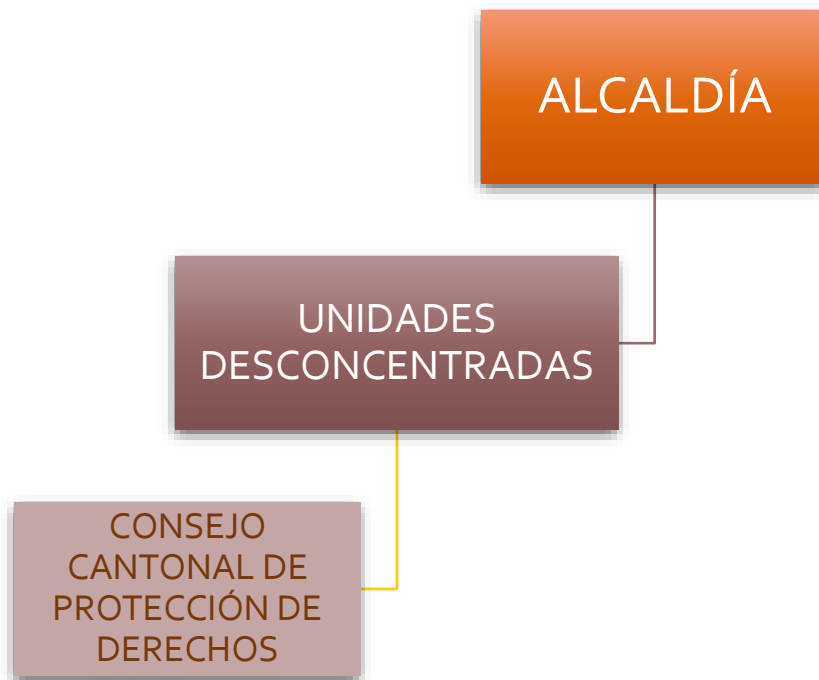 ALCALDÍA
UNIDADES
DESCONCENTRADAS
CONSEJO
CANTONAL DE
PROTECCIÓN DE
DERECHOS